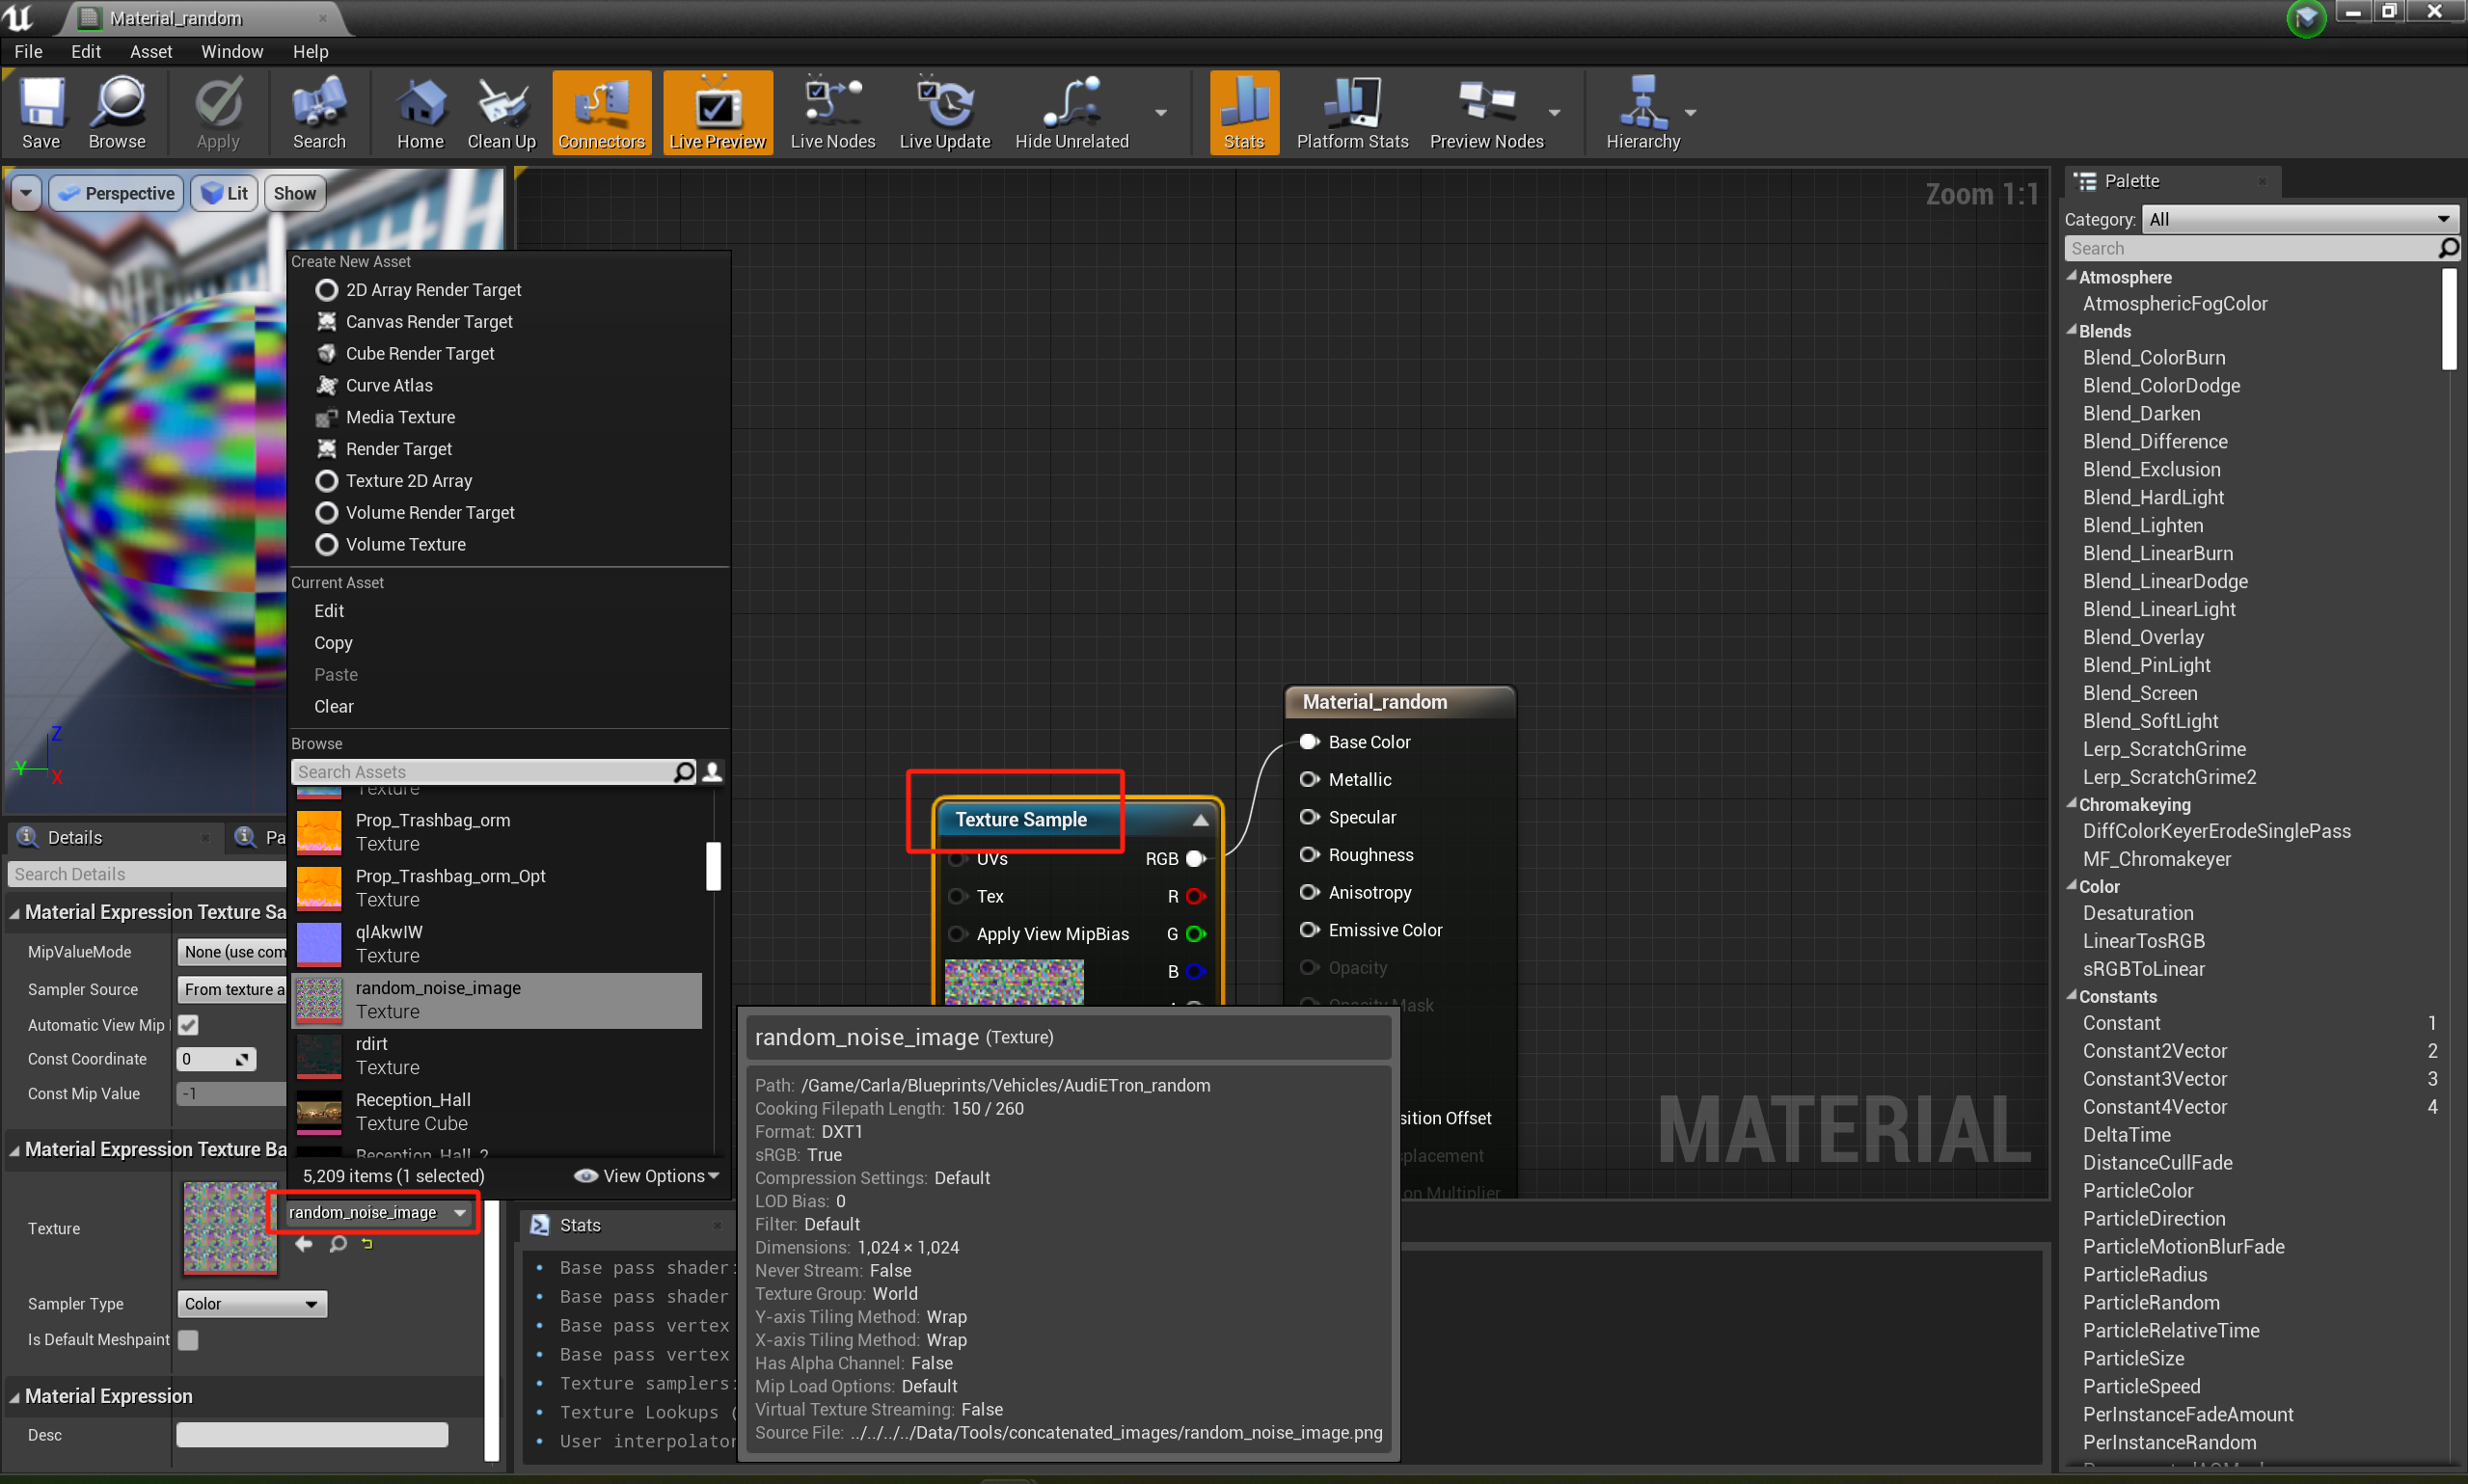 Material_random
File Edit Asset Window Help
Save Browse Apply Search Home Clean Up Connectors Live Preview Live Nodes Live Update Hide Unrelated Stats Platform Stats Preview Nodes Hierarchy
Perspective Lit Show
Zoom 1:1
Create New Asset
2D Array Render Target
Canvas Render Target
Cube Render Target
Curve Atlas
Media Texture
Render Target
Texture 2D Array
Volume Render Target
Volume Texture
Current Asset
Edit
Copy
Paste
Clear
Browse
Search Assets
Texture
Prop_Trashbag_orm
Texture
Prop_Trashbag_orm_Opt
Texture
qlAkwIW
Texture
random_noise_image
Texture
rdirt
Texture
Reception_Hall
Texture Cube
Reception_Hall_2
5,209 items (1 selected) View Options
Z
Y
X
Details
Pa
Search Details
Material Expression Texture Sa
MipValueMode None (use com
Sampler Source From texture a
Automatic View Mip
Const Coordinate 0
Const Mip Value -1
Material Expression Texture Ba
Texture random_noise_image
Sampler Type Color
Is Default Meshpaint
Material Expression
Desc
Texture Sample
UVs RGB
Tex R
Apply View MipBias G
B
Material_random
Base Color
Metallic
Specular
Roughness
Anisotropy
Emissive Color
Opacity
Opacity Mask
sition Offset
splacement
on Multiplier
MATERIAL
random_noise_image (Texture)
Path: /Game/Carla/Blueprints/Vehicles/AudiETron_random
Cooking Filepath Length: 150 / 260
Format: DXT1
sRGB: True
Compression Settings: Default
LOD Bias: 0
Filter: Default
Dimensions: 1,024 × 1,024
Never Stream: False
Texture Group: World
Y-axis Tiling Method: Wrap
X-axis Tiling Method: Wrap
Has Alpha Channel: False
Mip Load Options: Default
Virtual Texture Streaming: False
Source File: ../../../../Data/Tools/concatenated_images/random_noise_image.png
Stats
Base pass shader:
Base pass shader
Base pass vertex
Base pass vertex
Texture samplers:
Texture Lookups (
User interpolator
Palette
Category: All
Search
Atmosphere
AtmosphericFogColor
Blends
Blend_ColorBurn
Blend_ColorDodge
Blend_Darken
Blend_Difference
Blend_Exclusion
Blend_HardLight
Blend_Lighten
Blend_LinearBurn
Blend_LinearDodge
Blend_LinearLight
Blend_Overlay
Blend_PinLight
Blend_Screen
Blend_SoftLight
Lerp_ScratchGrime
Lerp_ScratchGrime2
Chromakeying
DiffColorKeyerErodeSinglePass
MF_Chromakeyer
Color
Desaturation
LinearTosRGB
sRGBToLinear
Constants
Constant 1
Constant2Vector 2
Constant3Vector 3
Constant4Vector 4
DeltaTime
DistanceCullFade
ParticleColor
ParticleDirection
ParticleMotionBlurFade
ParticleRadius
ParticleRandom
ParticleRelativeTime
ParticleSize
ParticleSpeed
PerInstanceFadeAmount
PerInstanceRandom